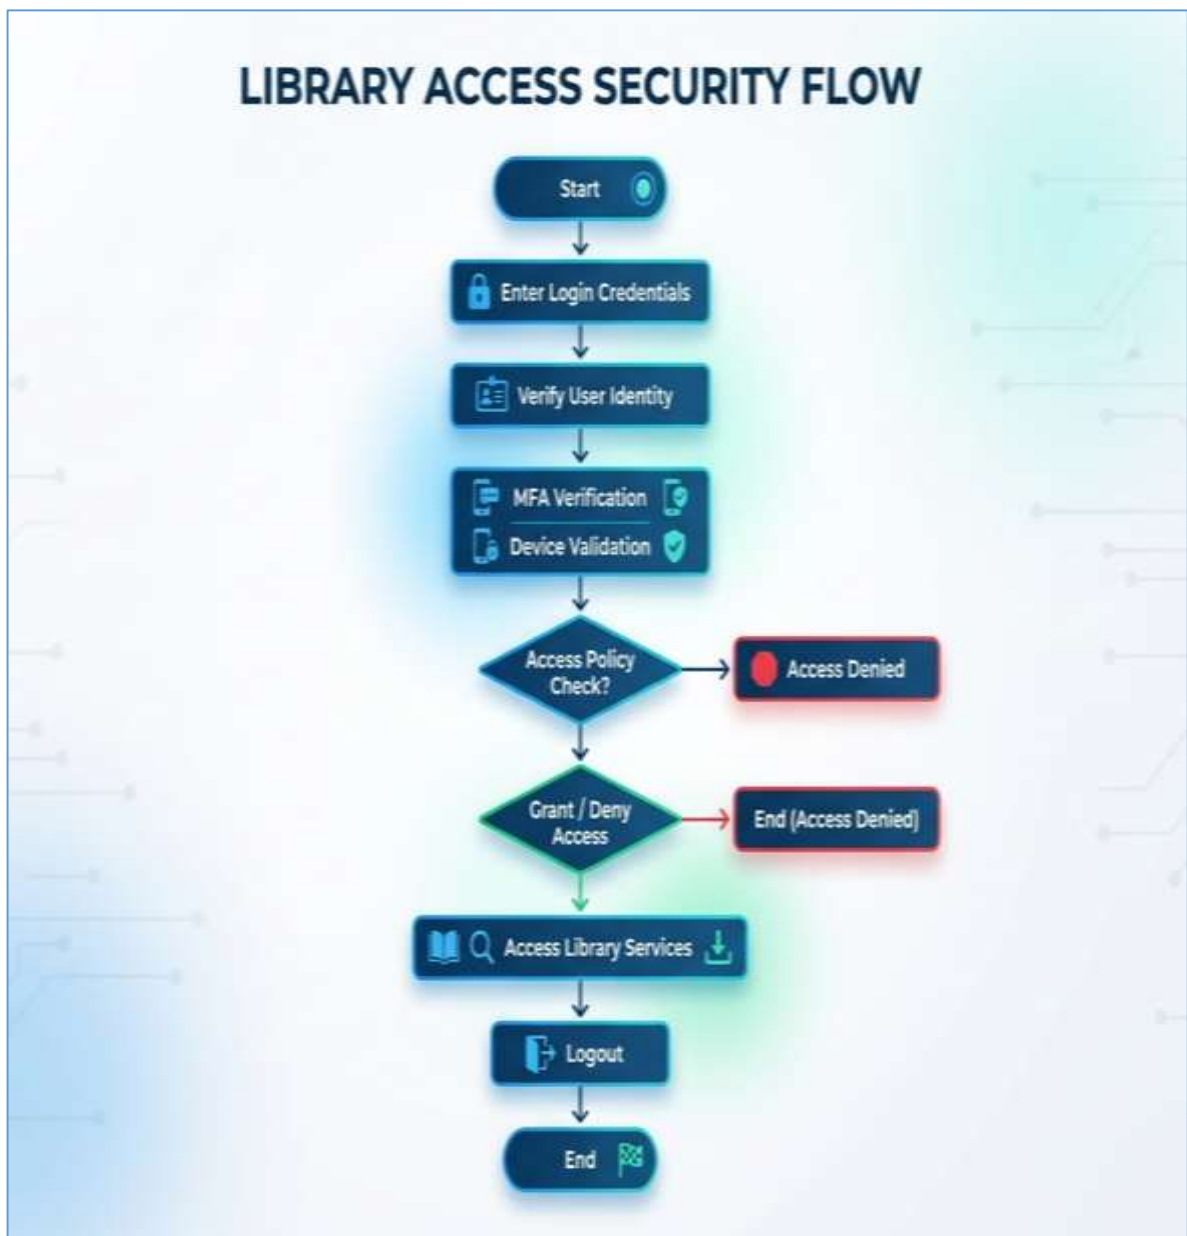 LIBRARY ACCESS SECURITY FLOW
Start
Enter Login Credentials
Verify User Identity
MFA Verification
Device Validation
Access Policy
Check?
Access Denied
Grant / Deny
Access
End (Access Denied)
Access Library Services
Logout
End